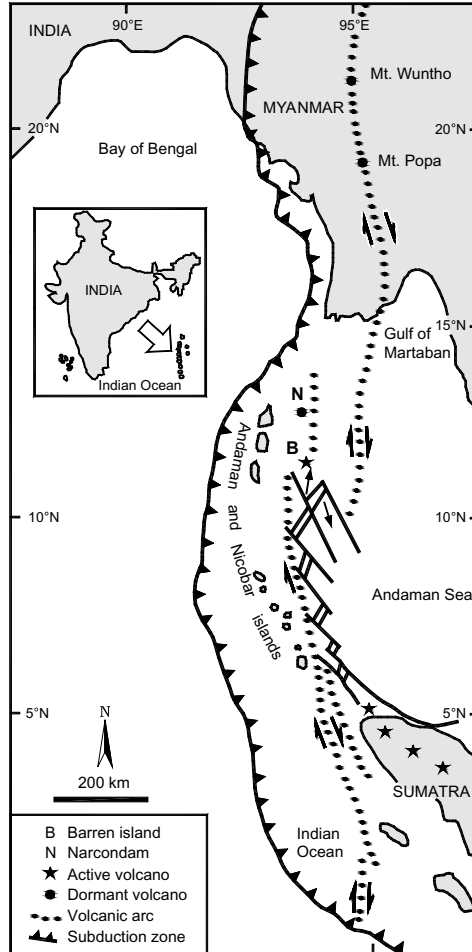 90°E
95°E
INDIA
Mt. Wuntho
MYANMAR
20°N
20°N
Bay of Bengal
Mt. Popa
INDIA
Indian Ocean
15°N
Gulf of
Martaban
N
B
Andaman and Nicobar islands
10°N
10°N
Andaman Sea
5°N
5°N
N
200 km
SUMATRA
Indian
Ocean
B Barren island
N Narcondam
Active volcano
Dormant volcano
Volcanic arc
Subduction zone